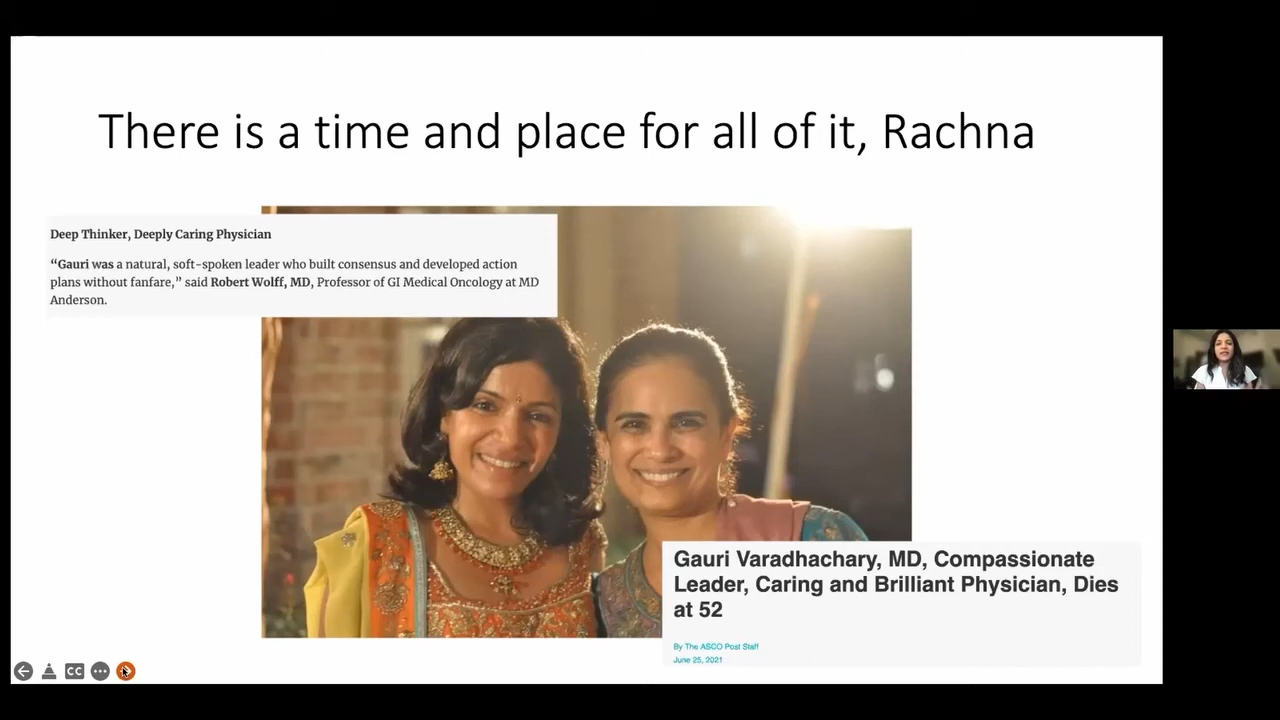 There is a time and place for all of it, Rachna
Deep Thinker, Deeply Caring Physician
“Gauri was a natural, soft-spoken leader who built consensus and developed action
plans without fanfare,” said Robert Wolff, MD, Professor of GI Medical Oncology at MD
Anderson.
Gauri Varadhachary, MD, Compassionate
Leader, Caring and Brilliant Physician, Dies
at 52
By The ASCO Post Staff
June 25, 2021
CC